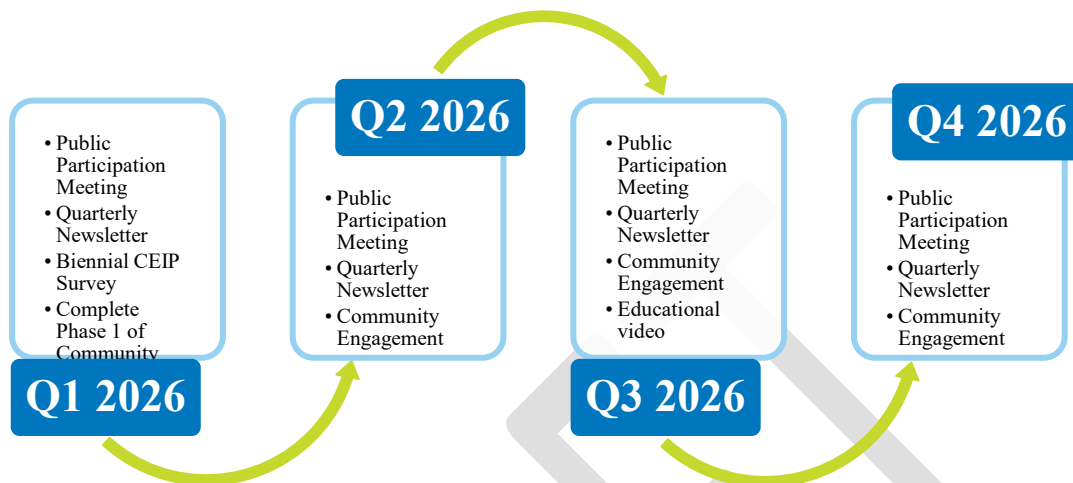 • Public
Participation
Meeting
• Quarterly
Newsletter
• Biennial CEIP
Survey
• Complete
Phase 1 of
Community
Q1 2026
Q2 2026
• Public
Participation
Meeting
• Quarterly
Newsletter
• Community
Engagement
• Public
Participation
Meeting
• Quarterly
Newsletter
• Community
Engagement
• Educational
video
Q3 2026
Q4 2026
• Public
Participation
Meeting
• Quarterly
Newsletter
• Community
Engagement